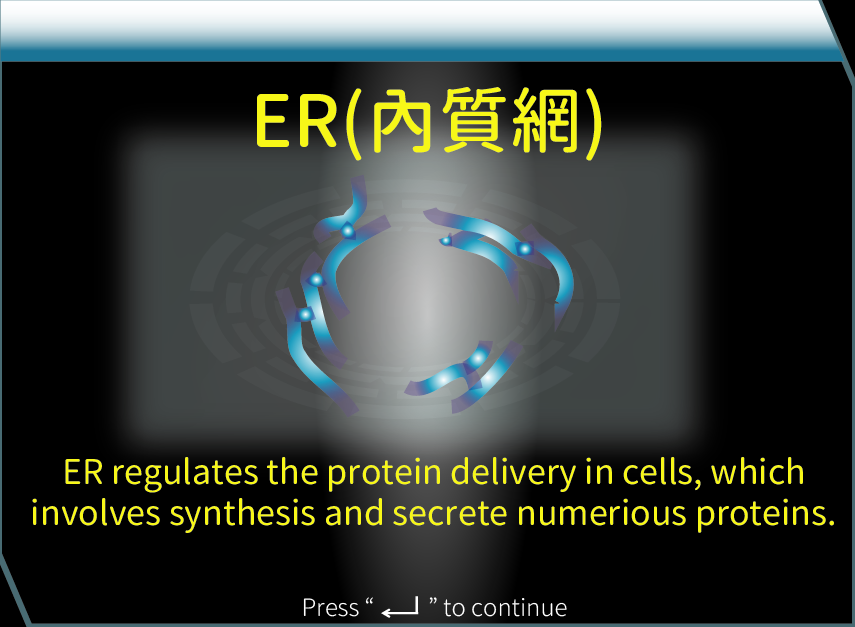 ER(內質網)
ER regulates the protein delivery in cells, which
involves synthesis and secrete numerious proteins.
Press “ ↵ ” to continue